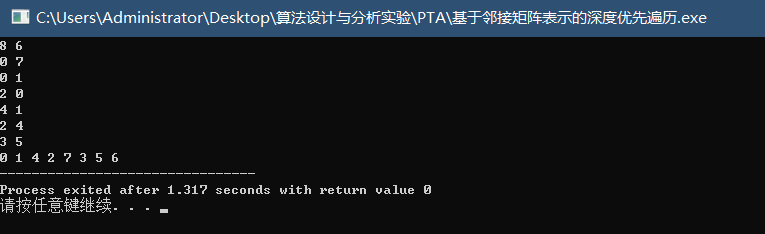 C:\Users\Administrator\Desktop\算法设计与分析实验\PTA\基于邻接矩阵表示的深度优先遍历.exe
8 6
0 7
0 1
2 0
4 1
2 4
3 5
0 1 4 2 7 3 5 6
--------------------------------
Process exited after 1.317 seconds with return value 0
请按任意键继续. . .